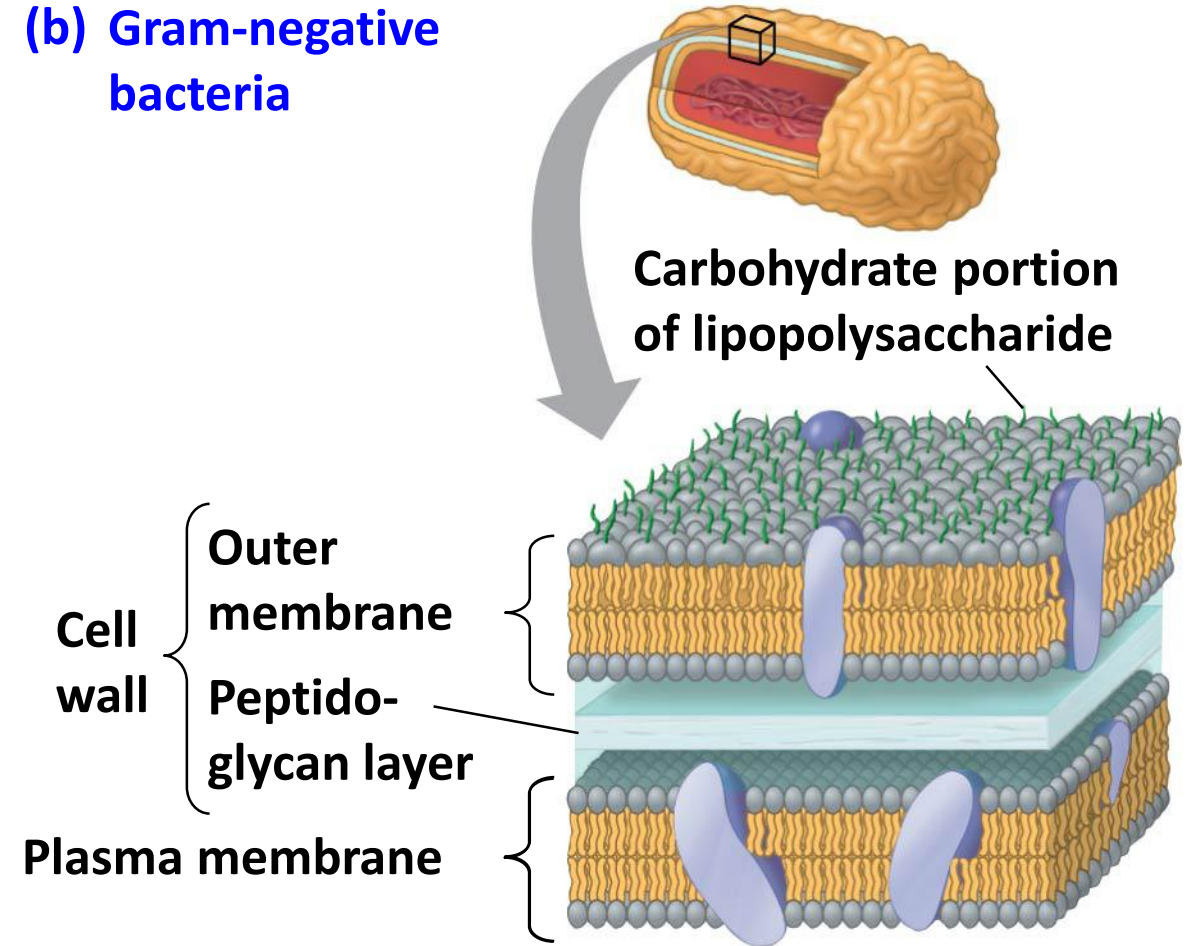 (b) Gram-negative
bacteria
Carbohydrate portion
of lipopolysaccharide
Outer
membrane
Cell
wall
Peptido-
glycan layer
Plasma membrane